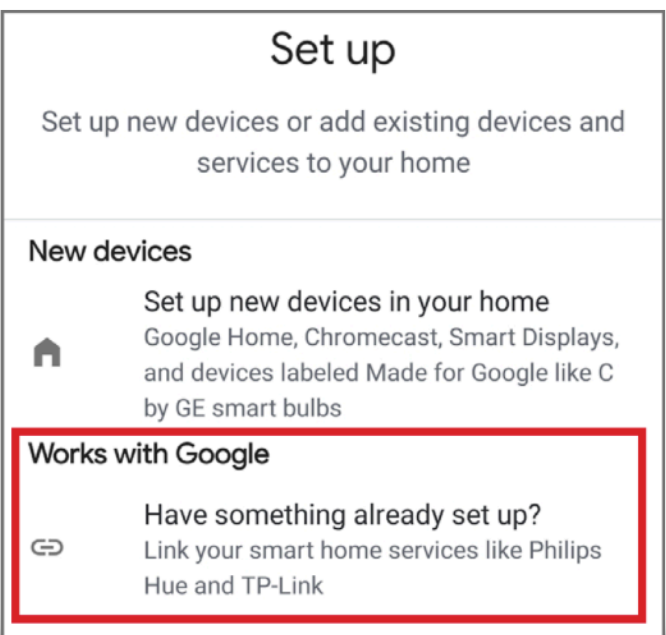 Set up
Set up new devices or add existing devices and
services to your home
New devices
Set up new devices in your home
Google Home, Chromecast, Smart Displays,
and devices labeled Made for Google like C
by GE smart bulbs
Works with Google
Have something already set up?
Link your smart home services like Philips
Hue and TP-Link